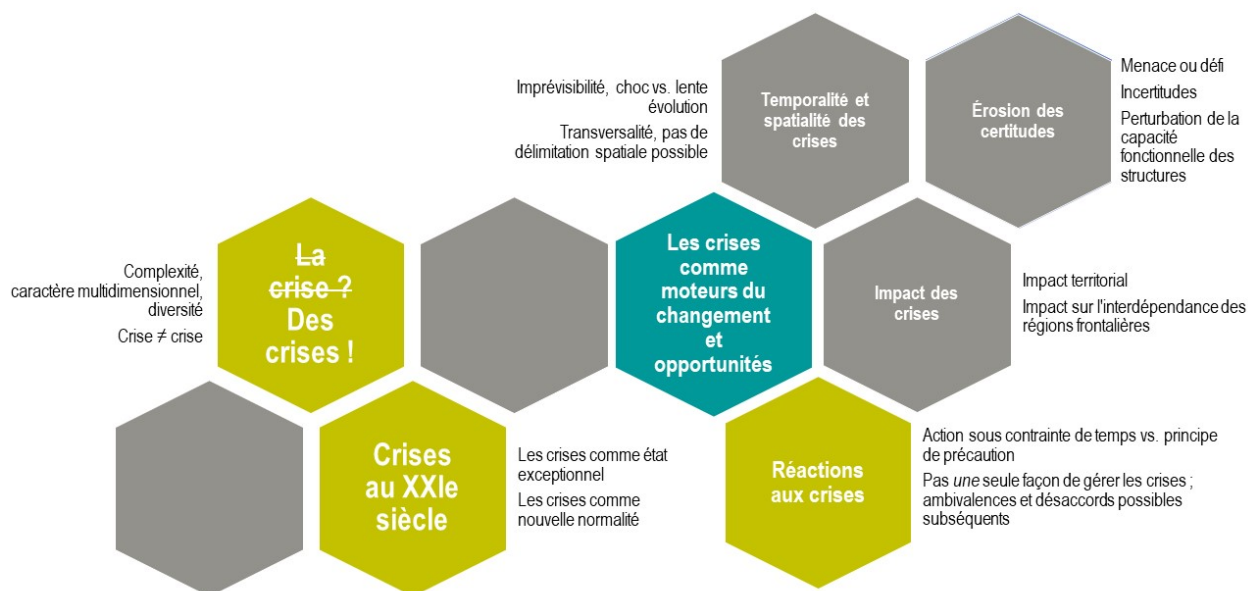 Imprévisibilité, choc vs. lente
évolution
Transversalité, pas de
délimitation spatiale possible
Temporalité et
spatialité des
crises
Érosion des
certitudes
Menace ou défi
Incertitudes
Perturbation de la
capacité
fonctionnelle des
structures
Complexité,
caractère multidimensionnel,
diversité
Crise ≠ crise
La
crise ?
Des
crises !
Les crises
comme
moteurs du
changement
et
opportunités
Impact des
crises
Impact territorial
Impact sur l'interdépendance des
régions frontalières
Crises
au XXIe
siècle
Les crises comme état
exceptionnel
Les crises comme
nouvelle normalité
Réactions
aux crises
Action sous contrainte de temps vs. principe
de précaution
Pas une seule façon de gérer les crises ;
ambivalences et désaccords possibles
subséquents